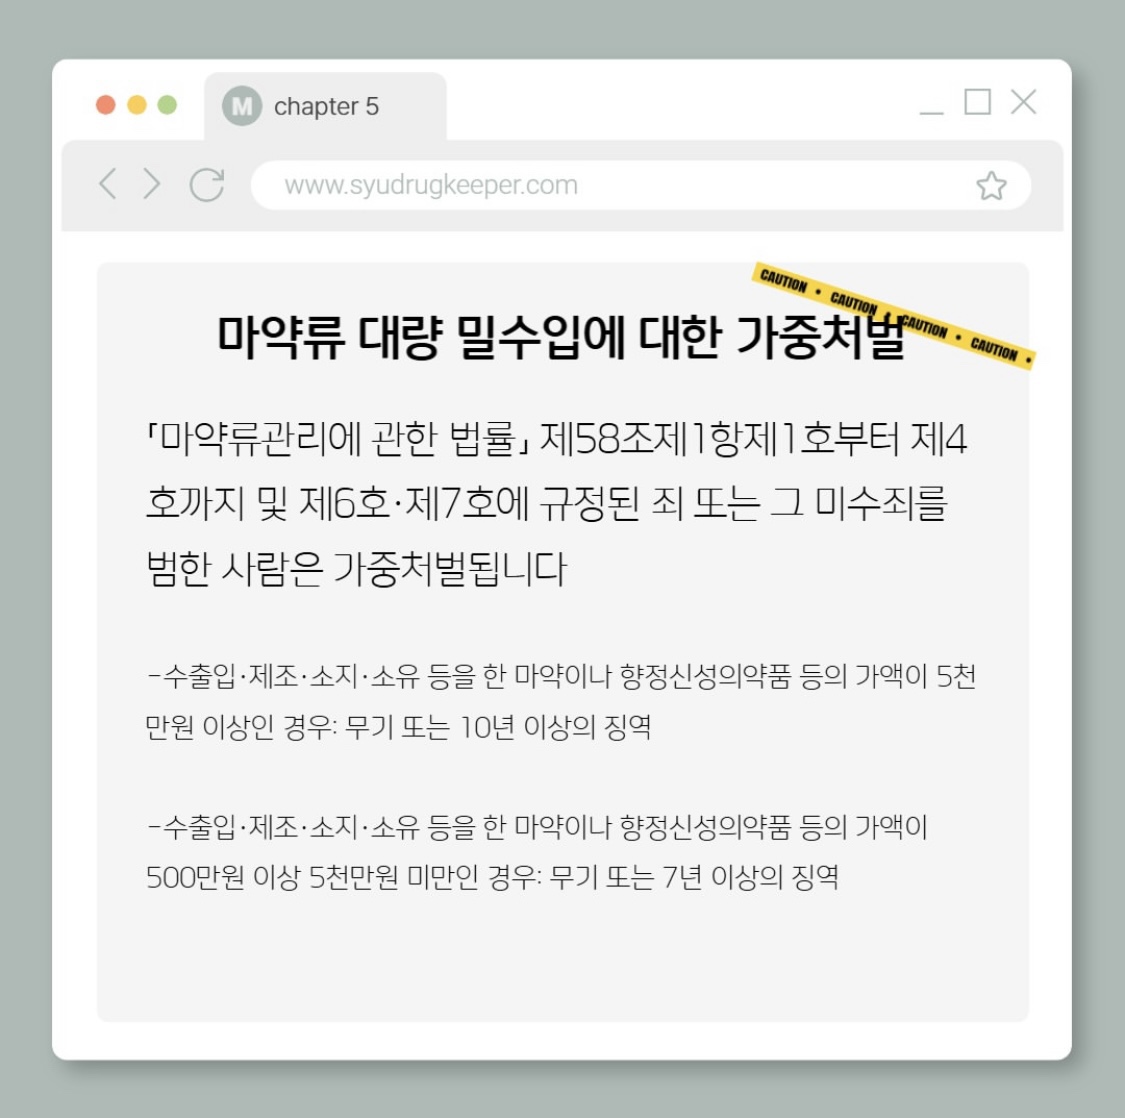 M chapter 5
www.syudrugkeeper.com
CAUTION • CAUTION • CAUTION • CAUTION •
마약류 대량 밀수입에 대한 가중처벌
「마약류관리에 관한 법률」 제58조제1항제1호부터 제4
호까지 및 제6호·제7호에 규정된 죄 또는 그 미수죄를
범한 사람은 가중처벌됩니다
-수출입·제조·소지·소유 등을 한 마약이나 향정신성의약품 등의 가액이 5천
만원 이상인 경우: 무기 또는 10년 이상의 징역
-수출입·제조·소지·소유 등을 한 마약이나 향정신성의약품 등의 가액이
500만원 이상 5천만원 미만인 경우: 무기 또는 7년 이상의 징역